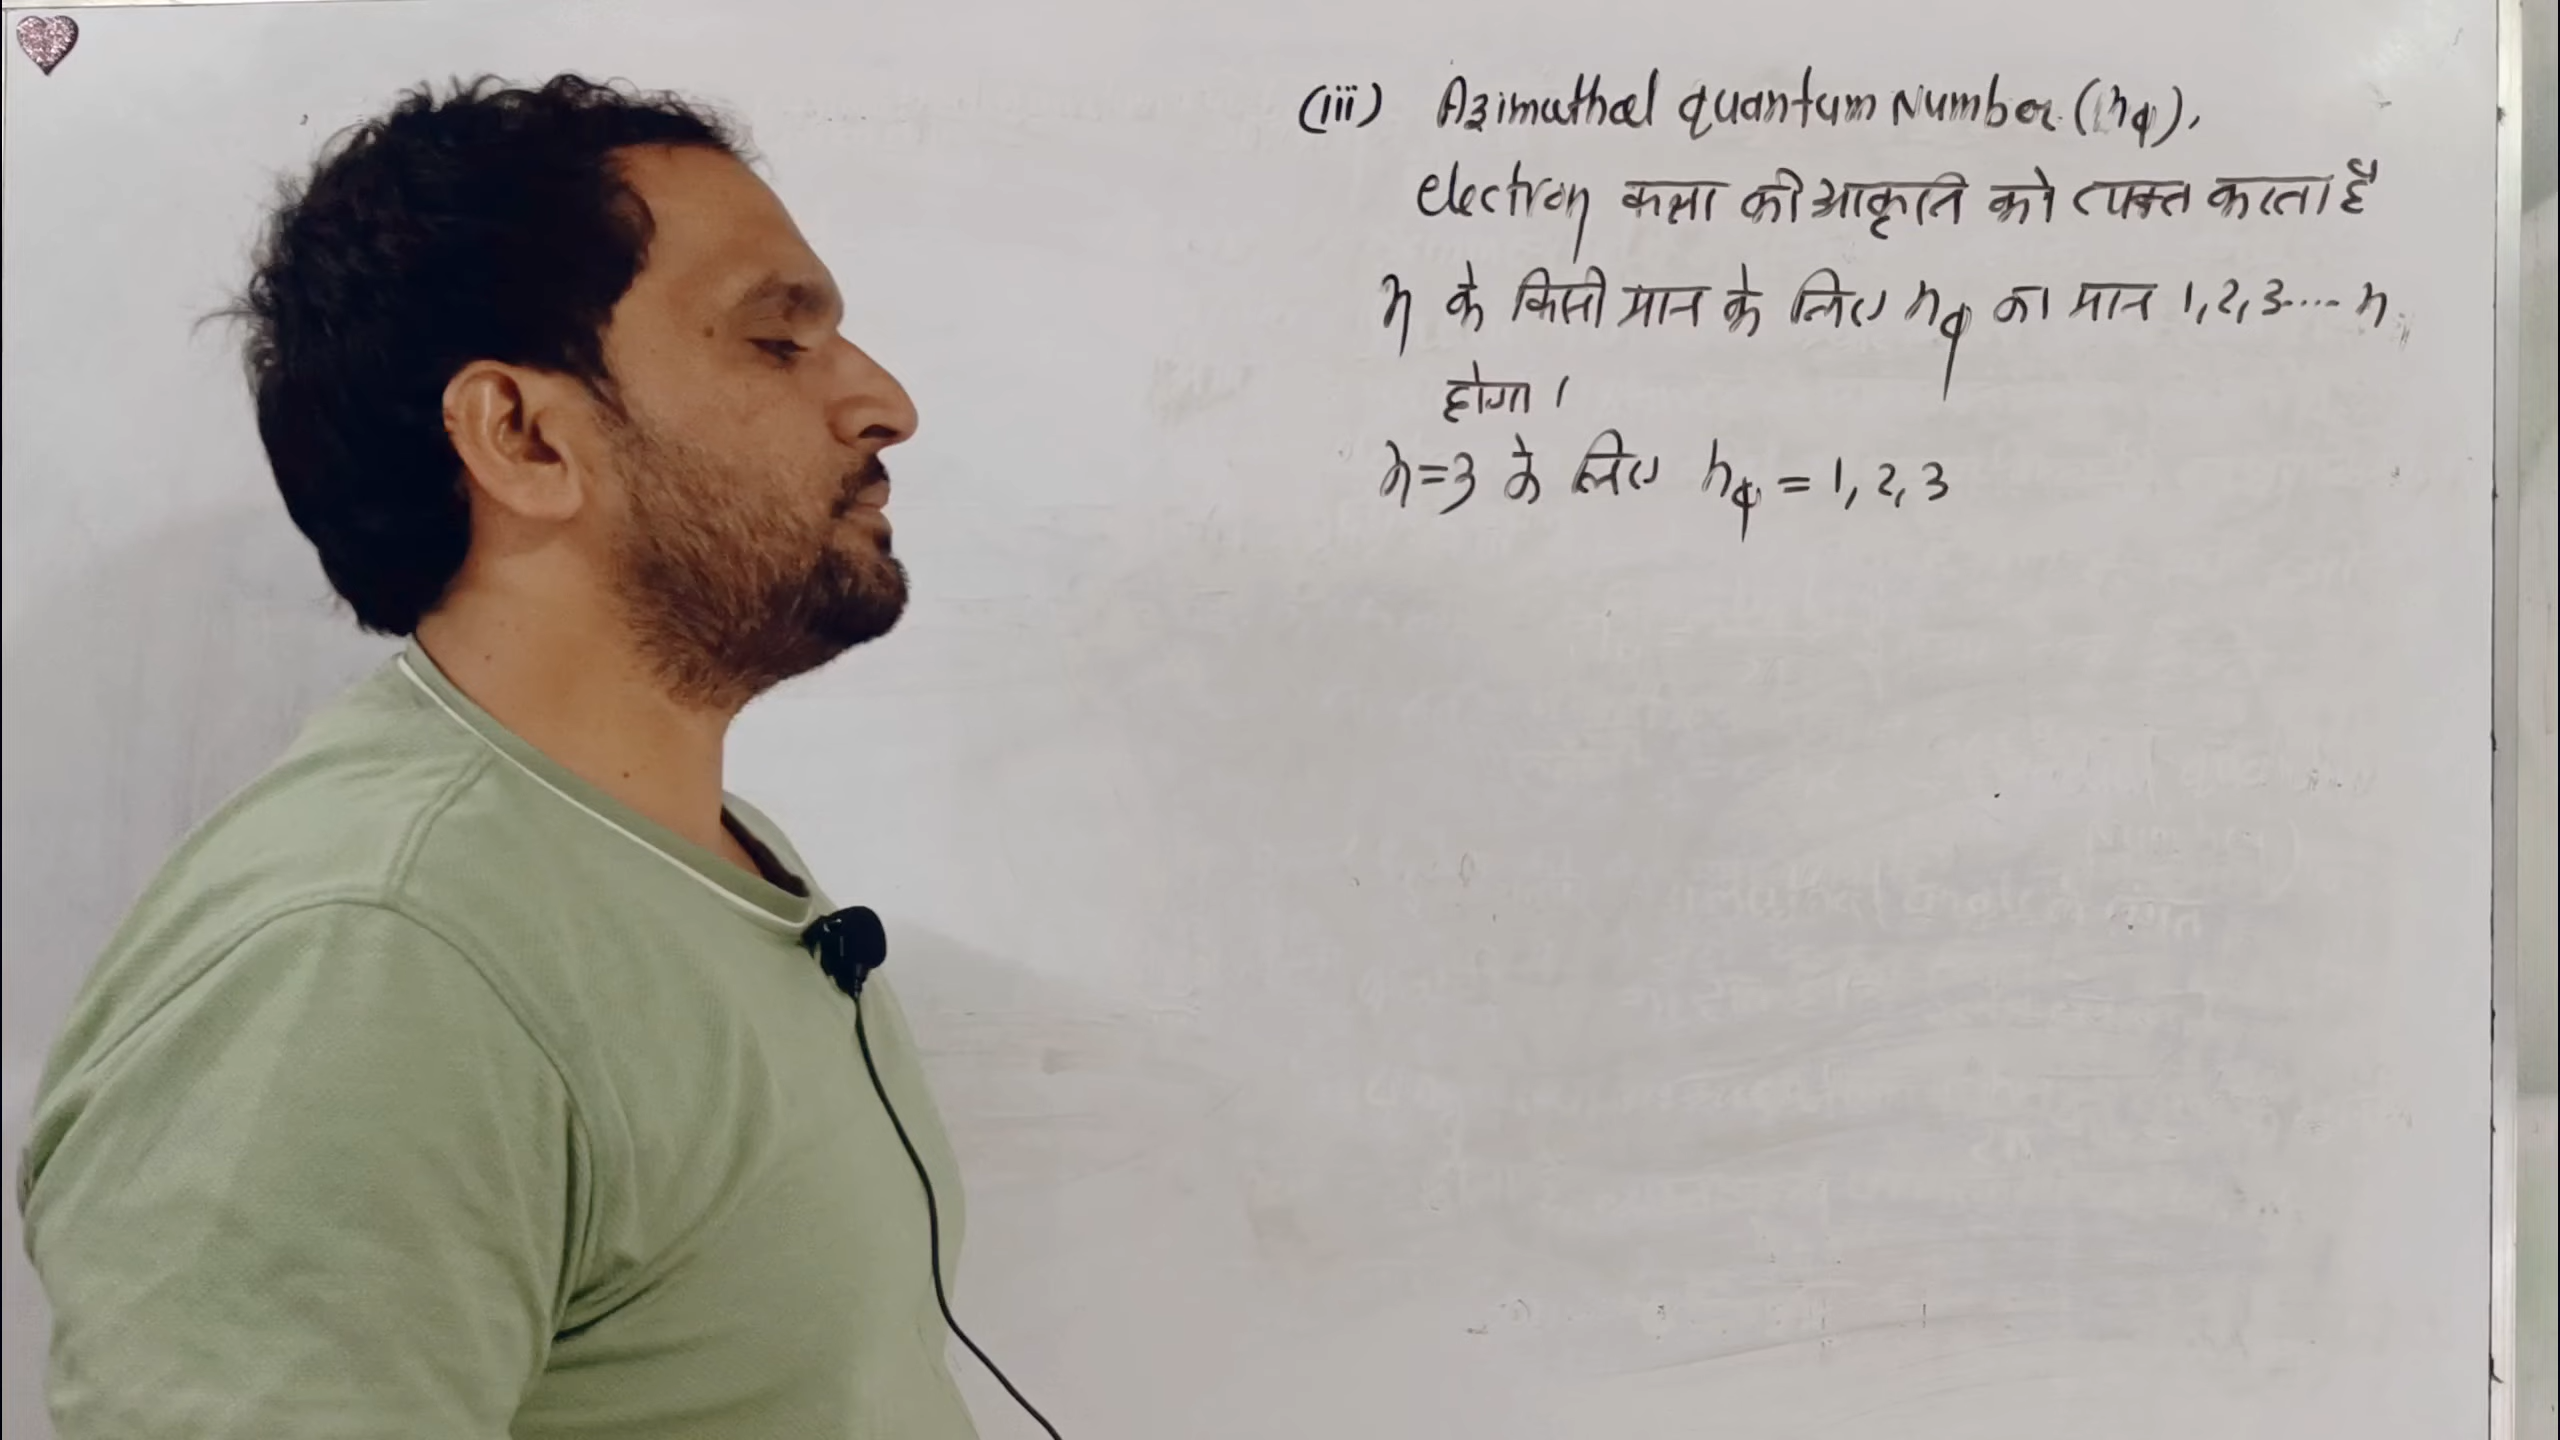 (iii) Azimuthal quantum Number (nφ),
electron कक्षा की आकृति को व्यक्त करता है
n के किसी मान के लिए nφ का मान 1, 2, 3.... n
होगा।
n=3 के लिए nφ = 1, 2, 3